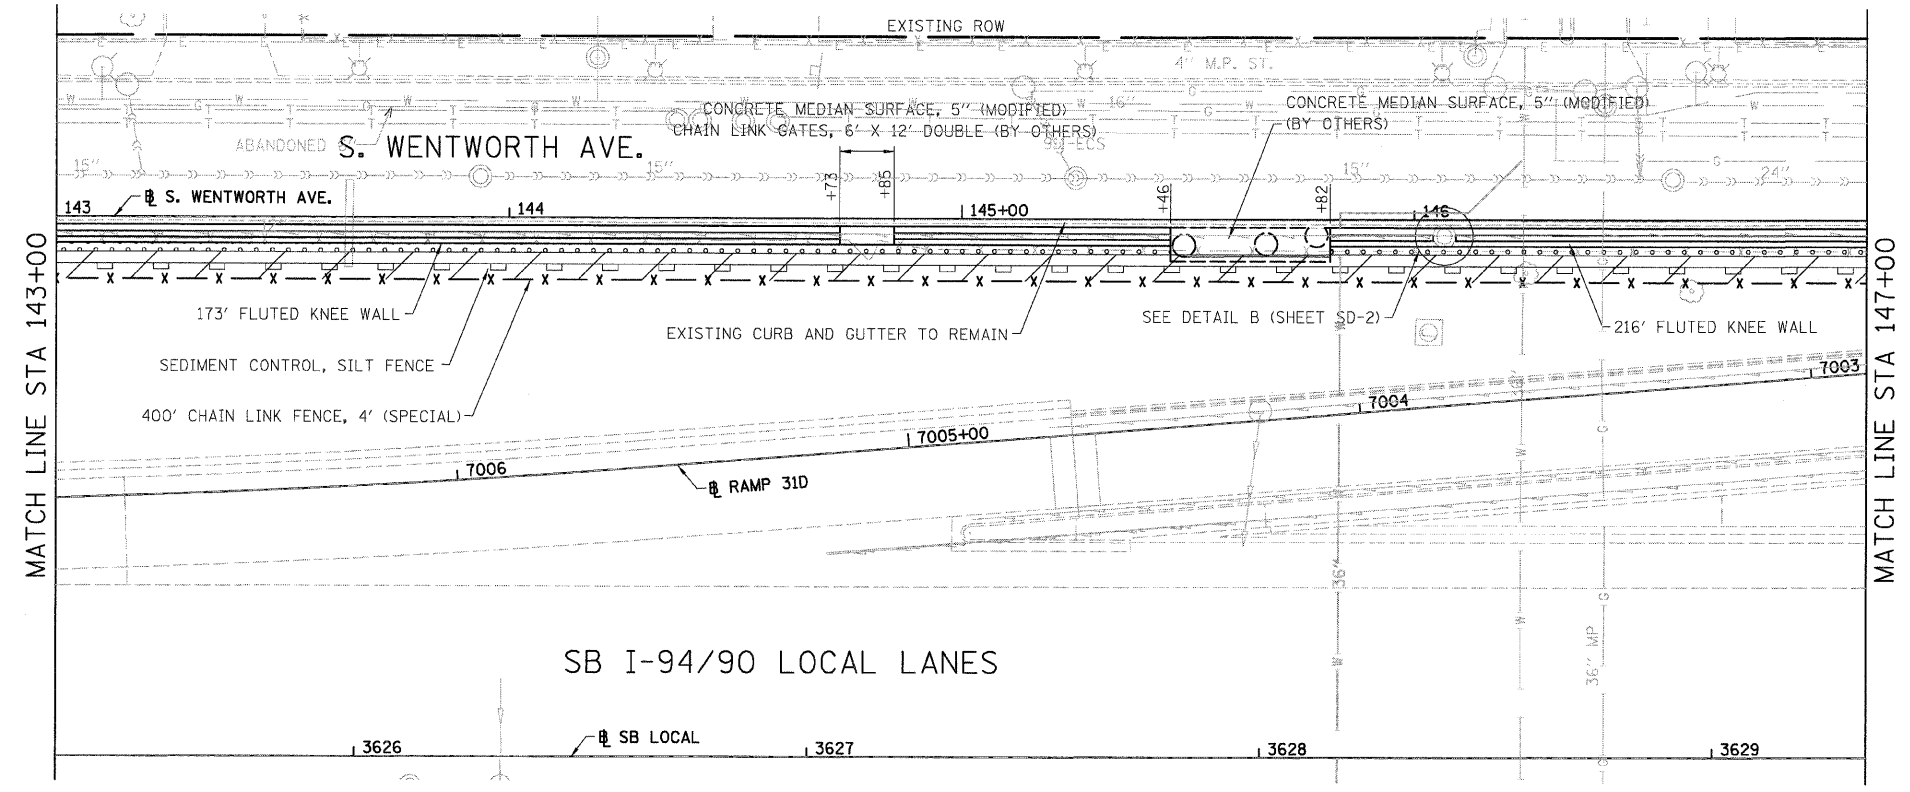 EXISTING ROW
4" M.P. ST.
16"
CONCRETE MEDIAN SURFACE, 5" (MODIFIED)
CHAIN LINK GATES, 6' X 12' DOUBLE (BY OTHERS)
CONCRETE MEDIAN SURFACE, 5" (MODIFIED)
(BY OTHERS)
ABANDONED
S. WENTWORTH AVE.
15"
15"
15"
24"
℄ S. WENTWORTH AVE.
+73
+85
+46
+82
143
144
145+00
146
173' FLUTED KNEE WALL
EXISTING CURB AND GUTTER TO REMAIN
SEE DETAIL B (SHEET SD-2)
216' FLUTED KNEE WALL
SEDIMENT CONTROL, SILT FENCE
400' CHAIN LINK FENCE, 4' (SPECIAL)
MATCH LINE STA 143+00
MATCH LINE STA 147+00
7003
7004
7005+00
7006
℄ RAMP 31D
36"
36" MP
SB I-94/90 LOCAL LANES
℄ SB LOCAL
3626
3627
3628
3629